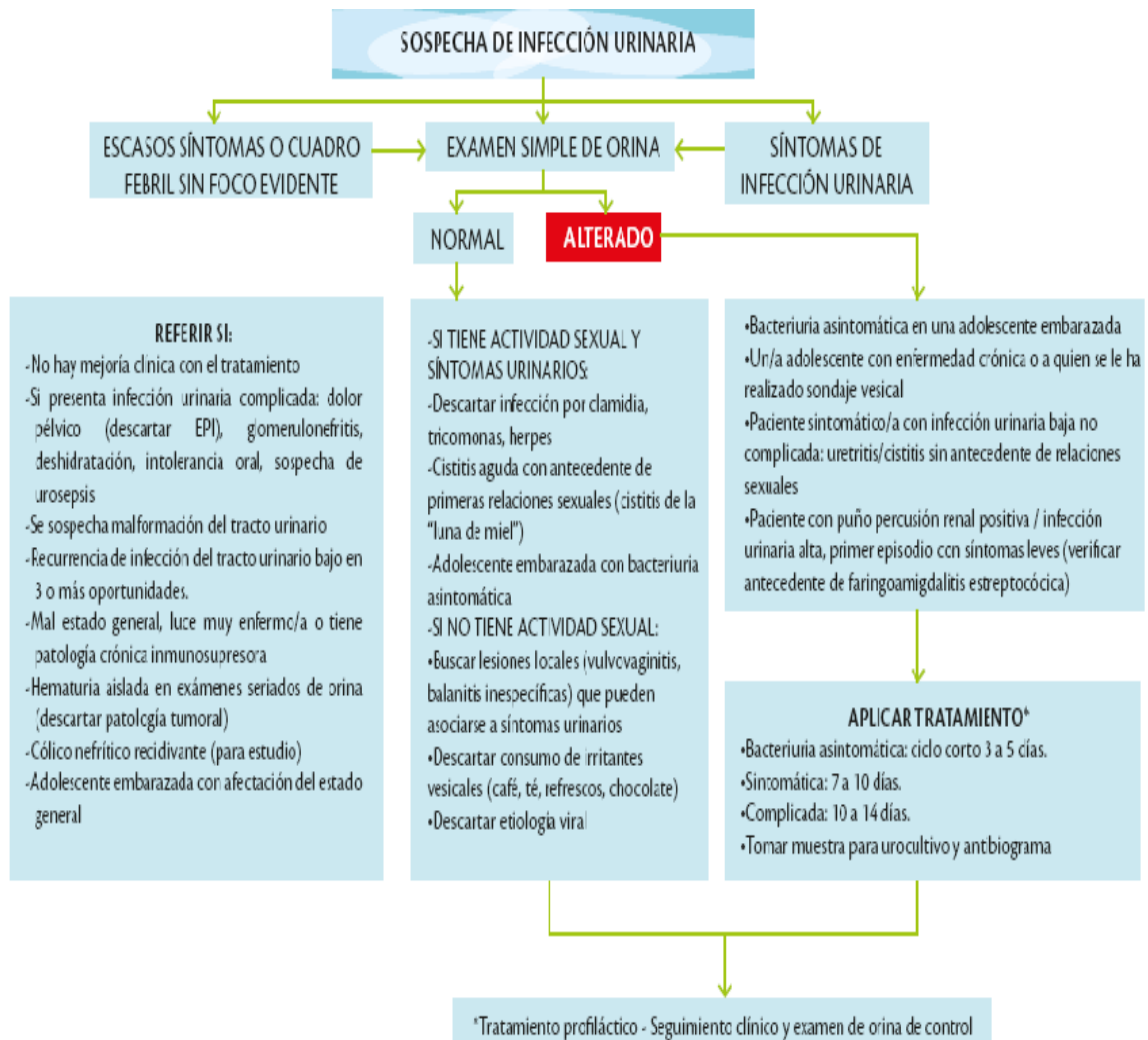 SOSPECHA DE INFECCIÓN URINARIA
ESCASOS SÍNTOMAS O CUADRO
FEBRIL SIN FOCO EVIDENTE
EXAMEN SIMPLE DE ORINA
SÍNTOMAS DE
INFECCIÓN URINARIA
NORMAL
ALTERADO
REFERIR SI:
-No hay mejoría clínica con el tratamiento
-Si presenta infección urinaria complicada: dolor
pélvico (descartar EPI), glomerulonefritis,
deshidratación, intolerancia oral, sospecha de
urosepsis
-Se sospecha malformación del tracto urinario
-Recurrencia de infección del tracto urinario bajo en
3 o más oportunidades.
-Mal estado general, luce muy enfermo/a o tiene
patología crónica inmunosupresora
-Hematuria aislada en exámenes seriados de orina
(descartar patología tumoral)
-Cólico nefrítico recidivante (para estudio)
-Adolescente embarazada con afectación del estado
general
-SI TIENE ACTIVIDAD SEXUAL Y
SÍNTOMAS URINARIOS:
-Descartar infección por clamidia,
tricomonas, herpes
-Cistitis aguda con antecedente de
primeras relaciones sexuales (cistitis de la
"luna de miel")
-Adolescente embarazada con bacteriuria
asintomática
-SI NO TIENE ACTIVIDAD SEXUAL:
•Buscar lesiones locales (vulvovaginitis,
balanitis inespecíficas) que pueden
asociarse a síntomas urinarios
•Descartar consumo de irritantes
vesicales (café, té, refrescos, chocolate)
•Descartar etiología viral
•Bacteriuria asintomática en una adolescente embarazada
•Un/a adolescente con enfermedad crónica o a quien se le ha
realizado sondaje vesical
•Paciente sintomático/a con infección urinaria baja no
complicada: uretritis/cistitis sin antecedente de relaciones
sexuales
•Paciente con puño percusión renal positiva / infección
urinaria alta, primer episodio con síntomas leves (verificar
antecedente de faringoamigdalitis estreptocócica)
APLICAR TRATAMIENTO*
•Bacteriuria asintomática: ciclo corto 3 a 5 días.
•Sintomática: 7 a 10 días.
•Complicada: 10 a 14 días.
•Tomar muestra para urocultivo y antibiograma
*Tratamiento profiláctico - Seguimiento clínico y examen de orina de control